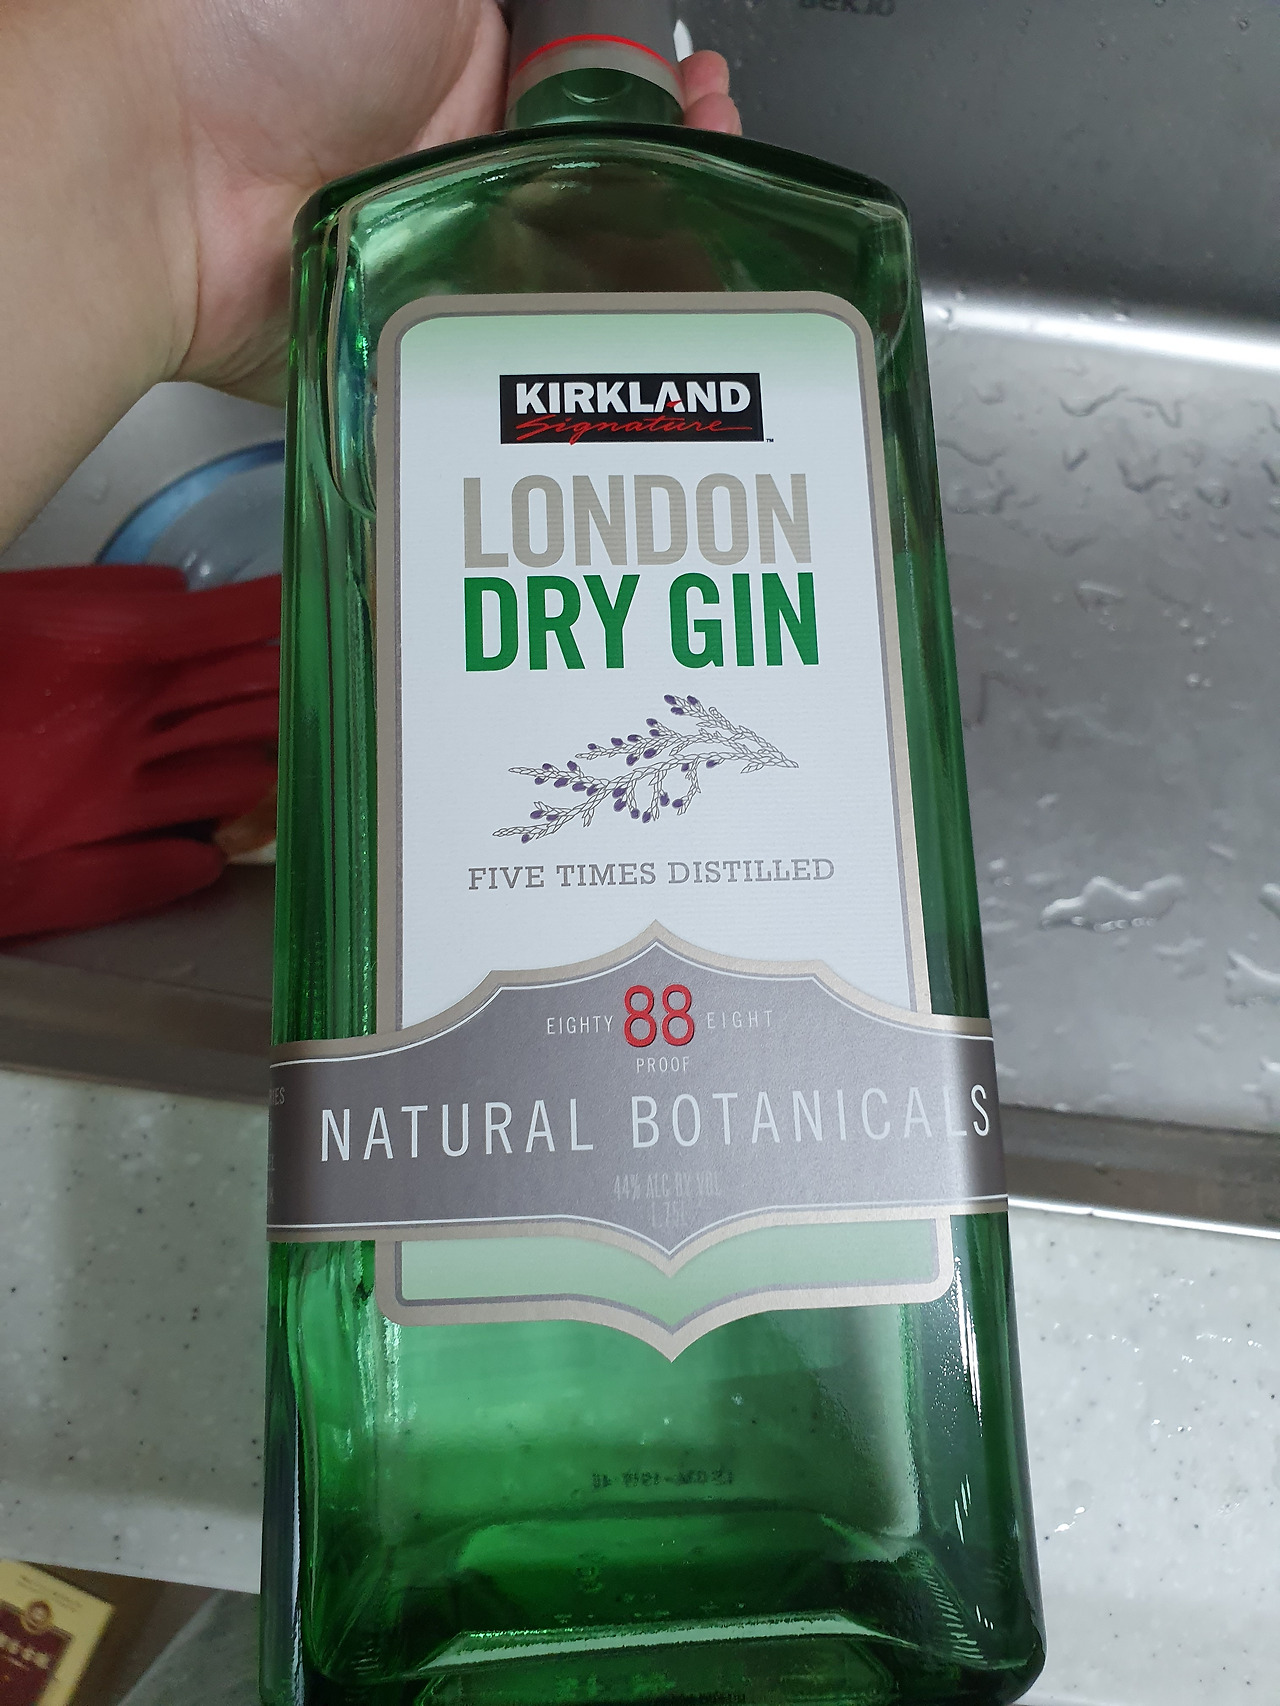 KIRKLAND
Signature™
LONDON
DRY GIN
FIVE TIMES DISTILLED
EIGHTY 88 EIGHT
PROOF
NATURAL BOTANICALS
44% ALC BY VOL
1.75L